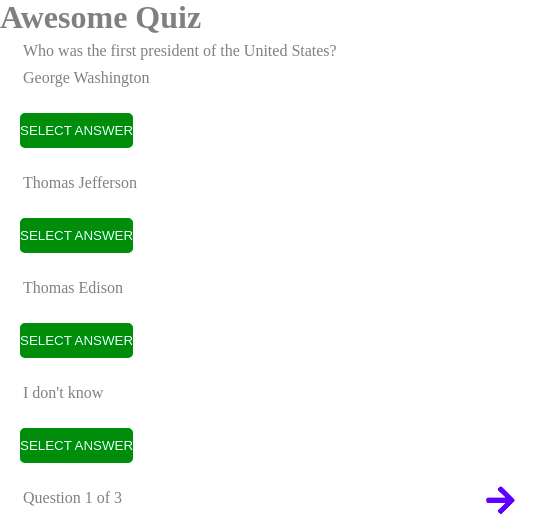 Awesome Quiz
Who was the first president of the United States?
George Washington
SELECT ANSWER
Thomas Jefferson
SELECT ANSWER
Thomas Edison
SELECT ANSWER
I don't know
SELECT ANSWER
Question 1 of 3